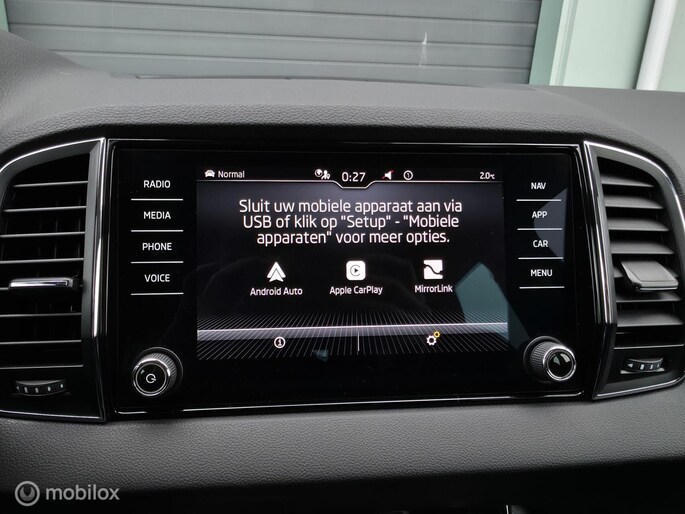 Normal 0:27 2.0°C
RADIO
MEDIA
PHONE
VOICE
Sluit uw mobiele apparaat aan via
USB of klik op "Setup" - "Mobiele
apparaten" voor meer opties.
Android Auto Apple CarPlay MirrorLink
NAV
APP
CAR
MENU
mobilox